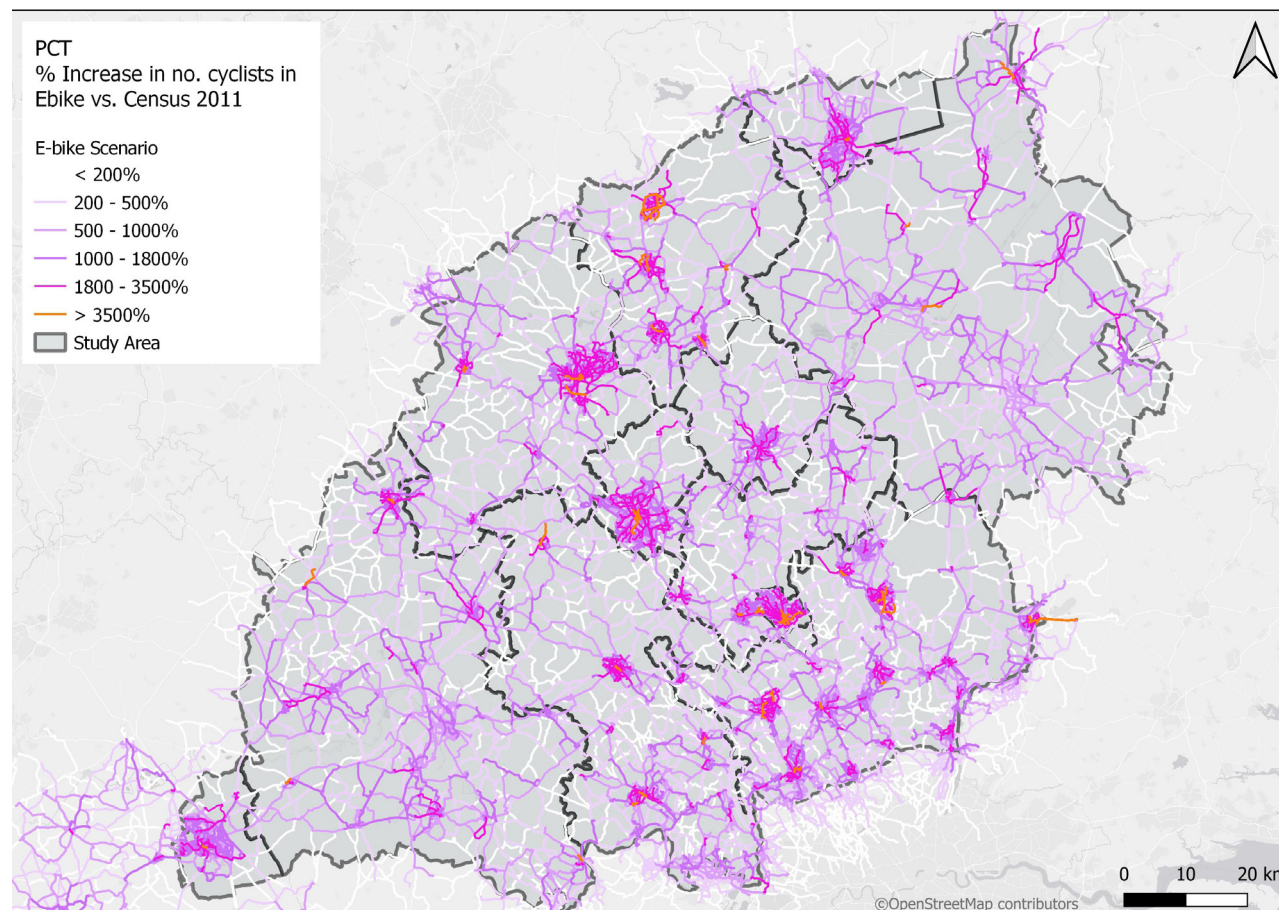 PCT
% Increase in no. cyclists in
Ebike vs. Census 2011
E-bike Scenario
< 200%
200 - 500%
500 - 1000%
1000 - 1800%
1800 - 3500%
> 3500%
Study Area
0 10 20 km
©OpenStreetMap contributors